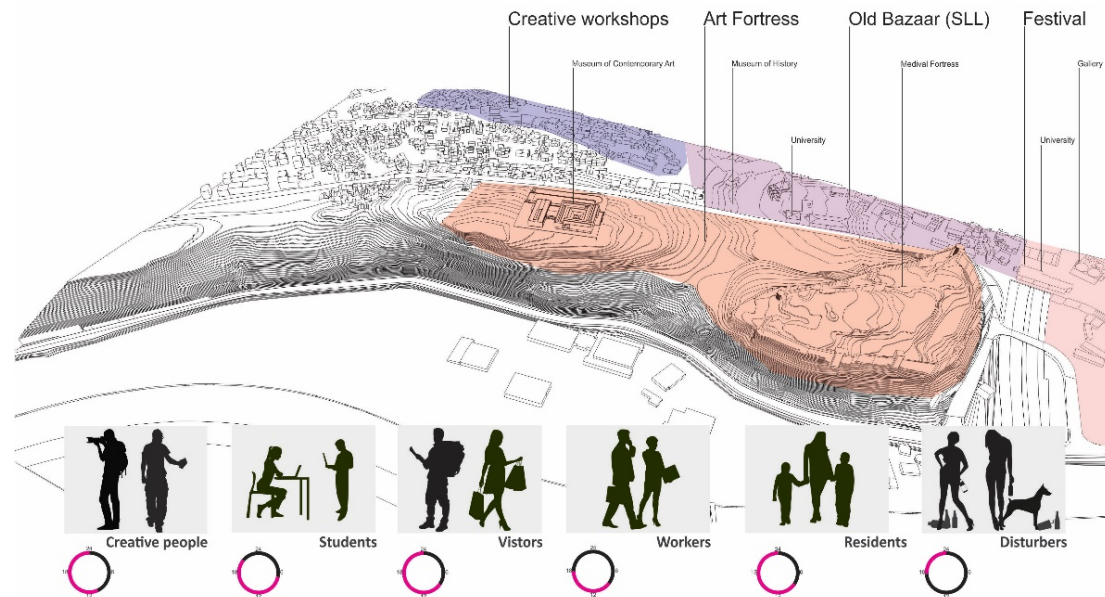 Creative workshops
Art Fortress
Old Bazaar (SLL)
Festival
Museum of Contemporary Art
Museum of History
Medival Fortress
Gallery
University
University
Creative people
Students
Vistors
Workers
Residents
Disturbers